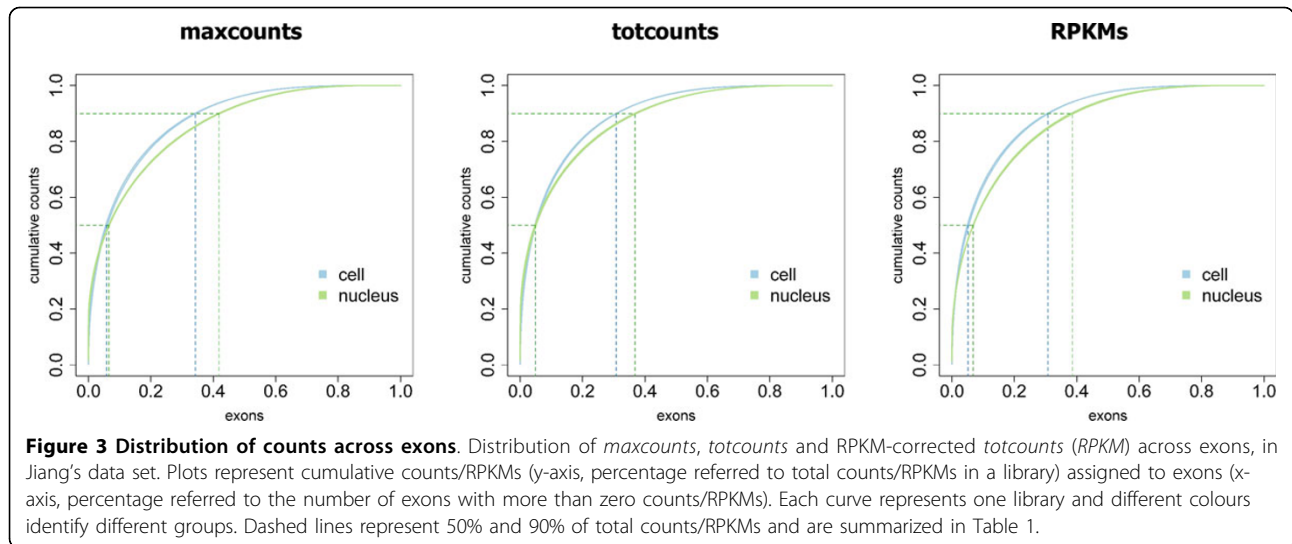 maxcounts
totcounts
RPKMs
1.0
0.8
0.6
0.4
0.2
0.0
cumulative counts
cell
nucleus
0.0 0.2 0.4 0.6 0.8 1.0
exons
1.0
0.8
0.6
0.4
0.2
0.0
cumulative counts
cell
nucleus
0.0 0.2 0.4 0.6 0.8 1.0
exons
1.0
0.8
0.6
0.4
0.2
0.0
cumulative counts
cell
nucleus
0.0 0.2 0.4 0.6 0.8 1.0
exons
Figure 3 Distribution of counts across exons. Distribution of maxcounts, totcounts and RPKM-corrected totcounts (RPKM) across exons, in
Jiang's data set. Plots represent cumulative counts/RPKMs (y-axis, percentage referred to total counts/RPKMs in a library) assigned to exons (x-
axis, percentage referred to the number of exons with more than zero counts/RPKMs). Each curve represents one library and different colours
identify different groups. Dashed lines represent 50% and 90% of total counts/RPKMs and are summarized in Table 1.